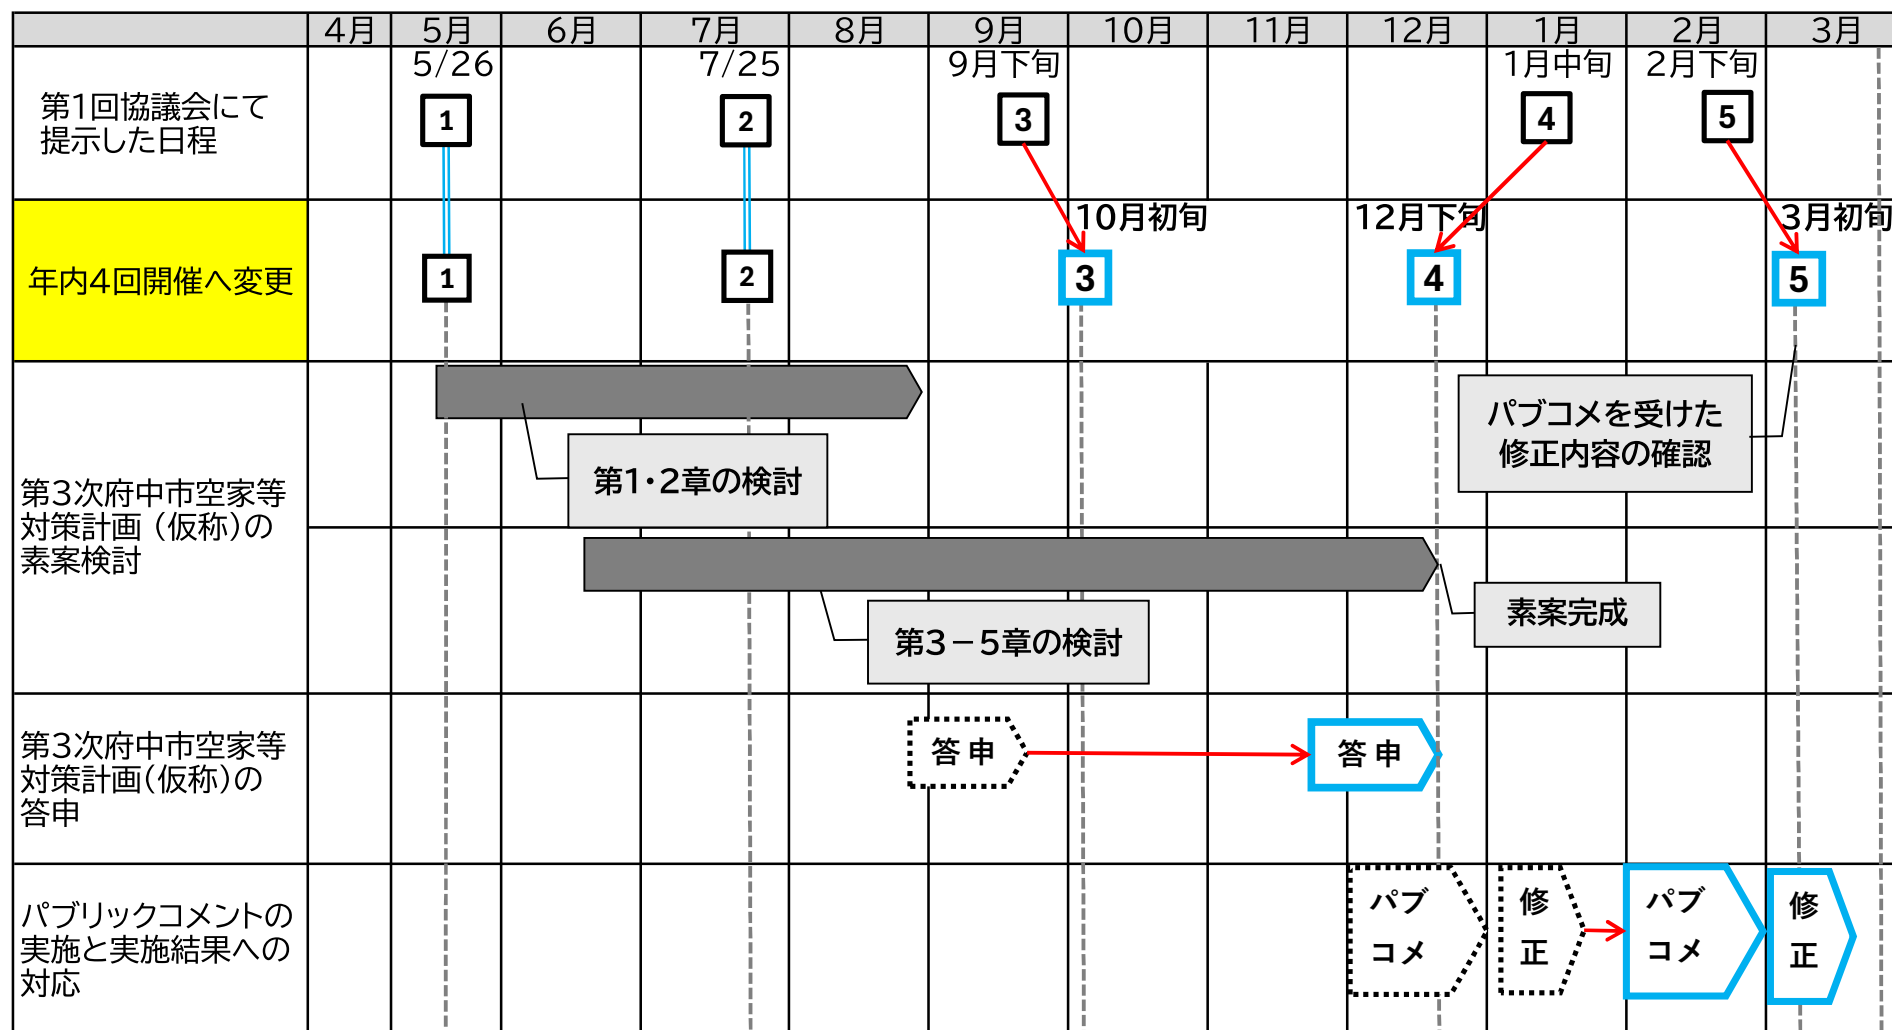 4月 5月 6月 7月 8月 9月 10月 11月 12月 1月 2月 3月
5/26 7/25 9月下旬 1月中旬 2月下旬
第1回協議会にて
提示した日程
1 2 3 4 5
10月初旬 12月下旬 3月初旬
年内4回開催へ変更
1 2 3 4 5
第3次府中市空家等
対策計画(仮称)の
素案検討
第1・2章の検討
パブコメを受けた
修正内容の確認
第3-5章の検討
素案完成
第3次府中市空家等
対策計画(仮称)の
答申
答申 答申
パブリックコメントの
実施と実施結果への
対応
パブ
コメ
修
正
パブ
コメ
修
正